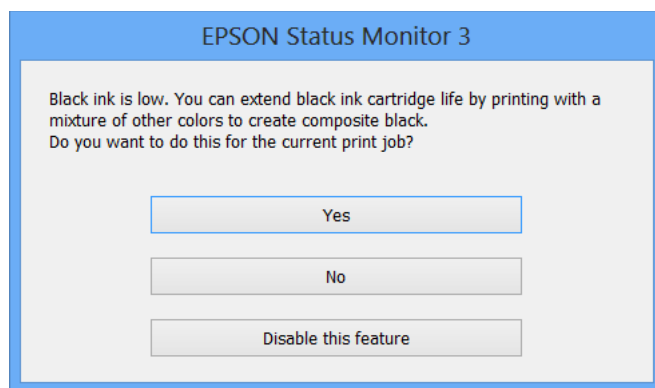 EPSON Status Monitor 3
Black ink is low. You can extend black ink cartridge life by printing with a
mixture of other colors to create composite black.
Do you want to do this for the current print job?
Yes
No
Disable this feature